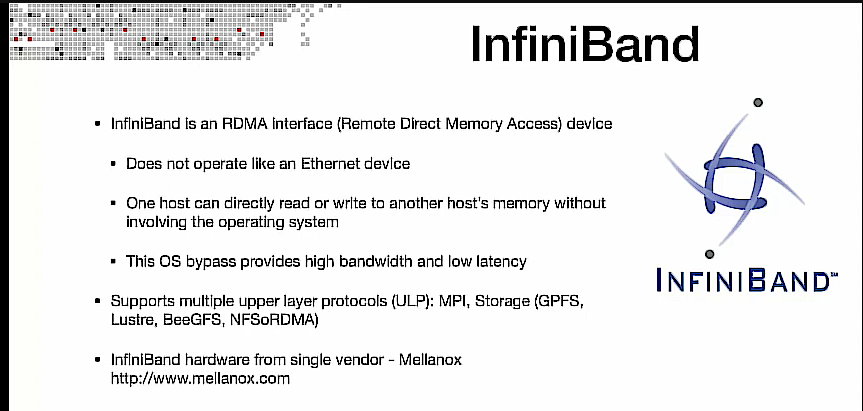 InfiniBand
• InfiniBand is an RDMA interface (Remote Direct Memory Access) device
▪ Does not operate like an Ethernet device
▪ One host can directly read or write to another host's memory without
involving the operating system
▪ This OS bypass provides high bandwidth and low latency
• Supports multiple upper layer protocols (ULP): MPI, Storage (GPFS,
Lustre, BeeGFS, NFSoRDMA)
• InfiniBand hardware from single vendor - Mellanox
http://www.mellanox.com
INFINIBAND℠